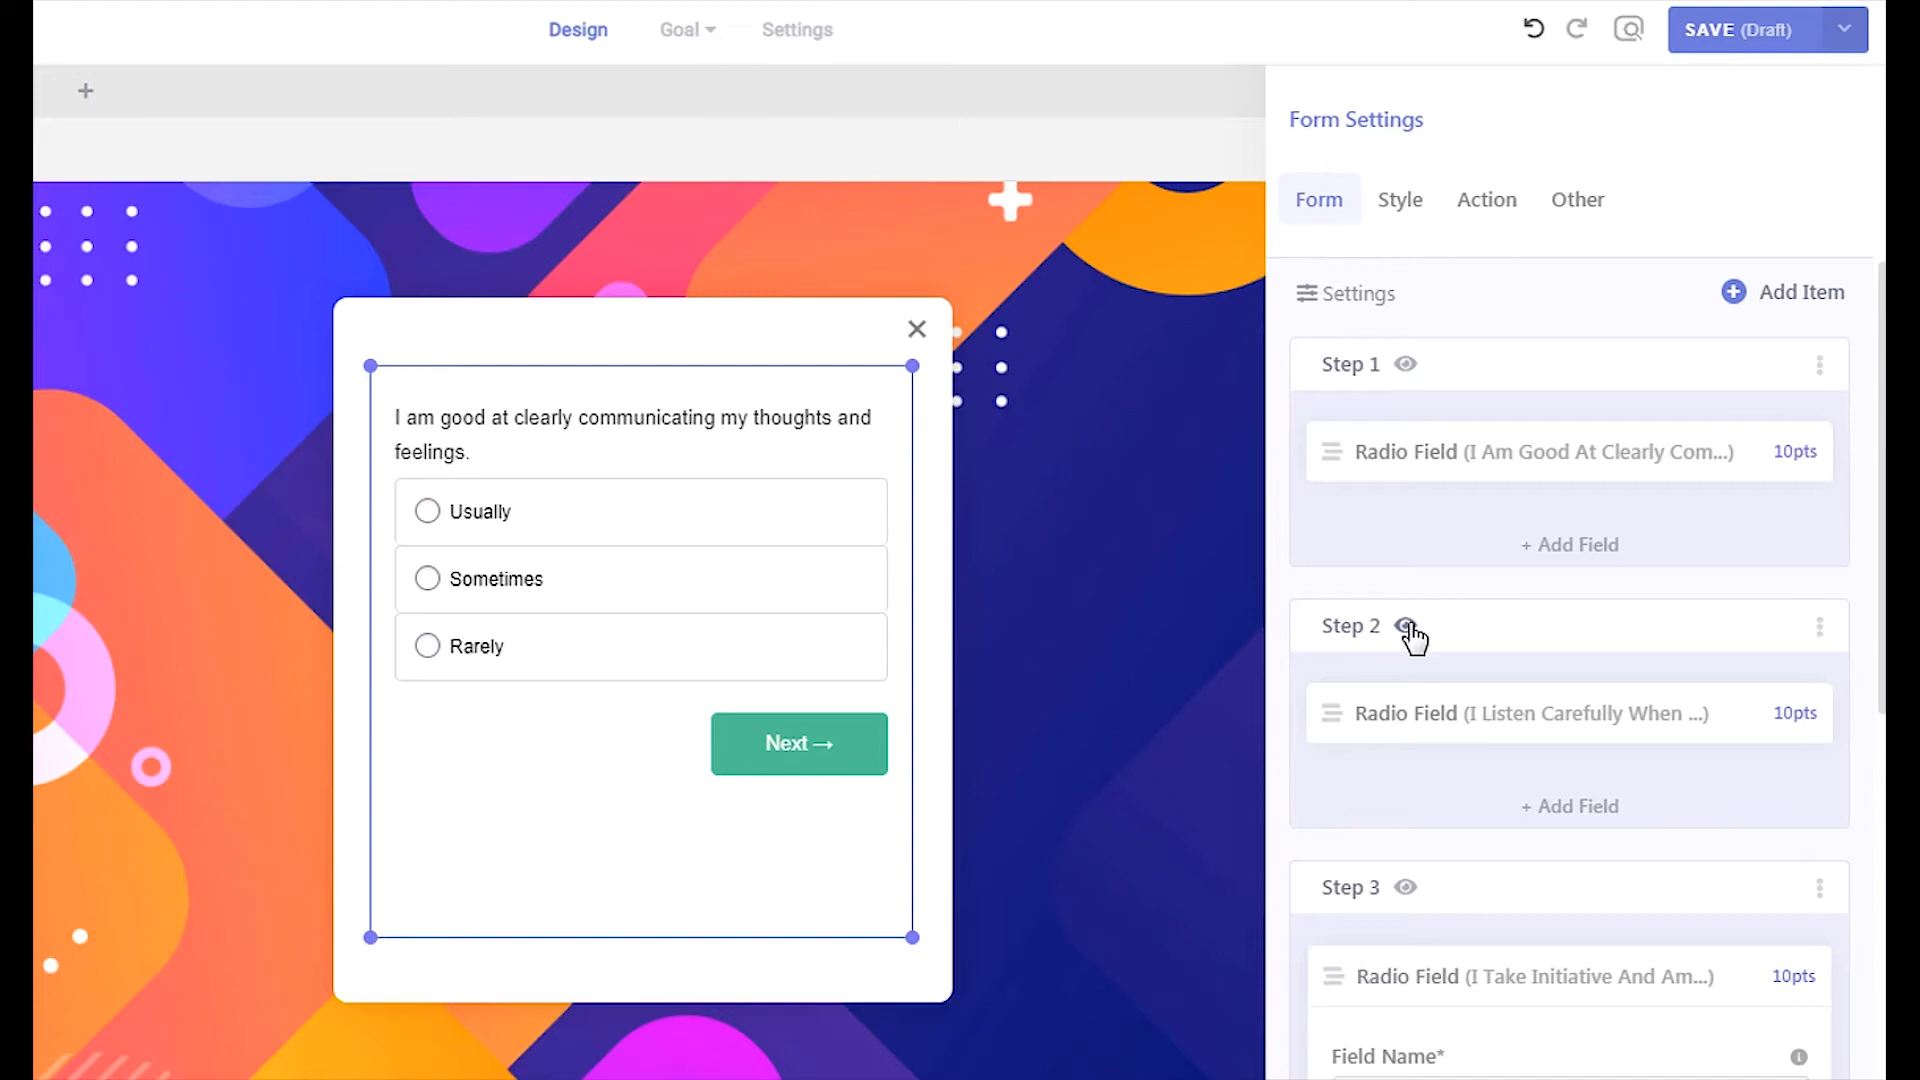 Design
Goal
Settings
SAVE (Draft)
Form Settings
Form
Style
Action
Other
Settings
Add Item
Step 1
Radio Field (I Am Good At Clearly Com...) 10pts
+ Add Field
Step 2
Radio Field (I Listen Carefully When ...) 10pts
+ Add Field
Step 3
Radio Field (I Take Initiative And Am...) 10pts
Field Name*
I am good at clearly communicating my thoughts and
feelings.
Usually
Sometimes
Rarely
Next →